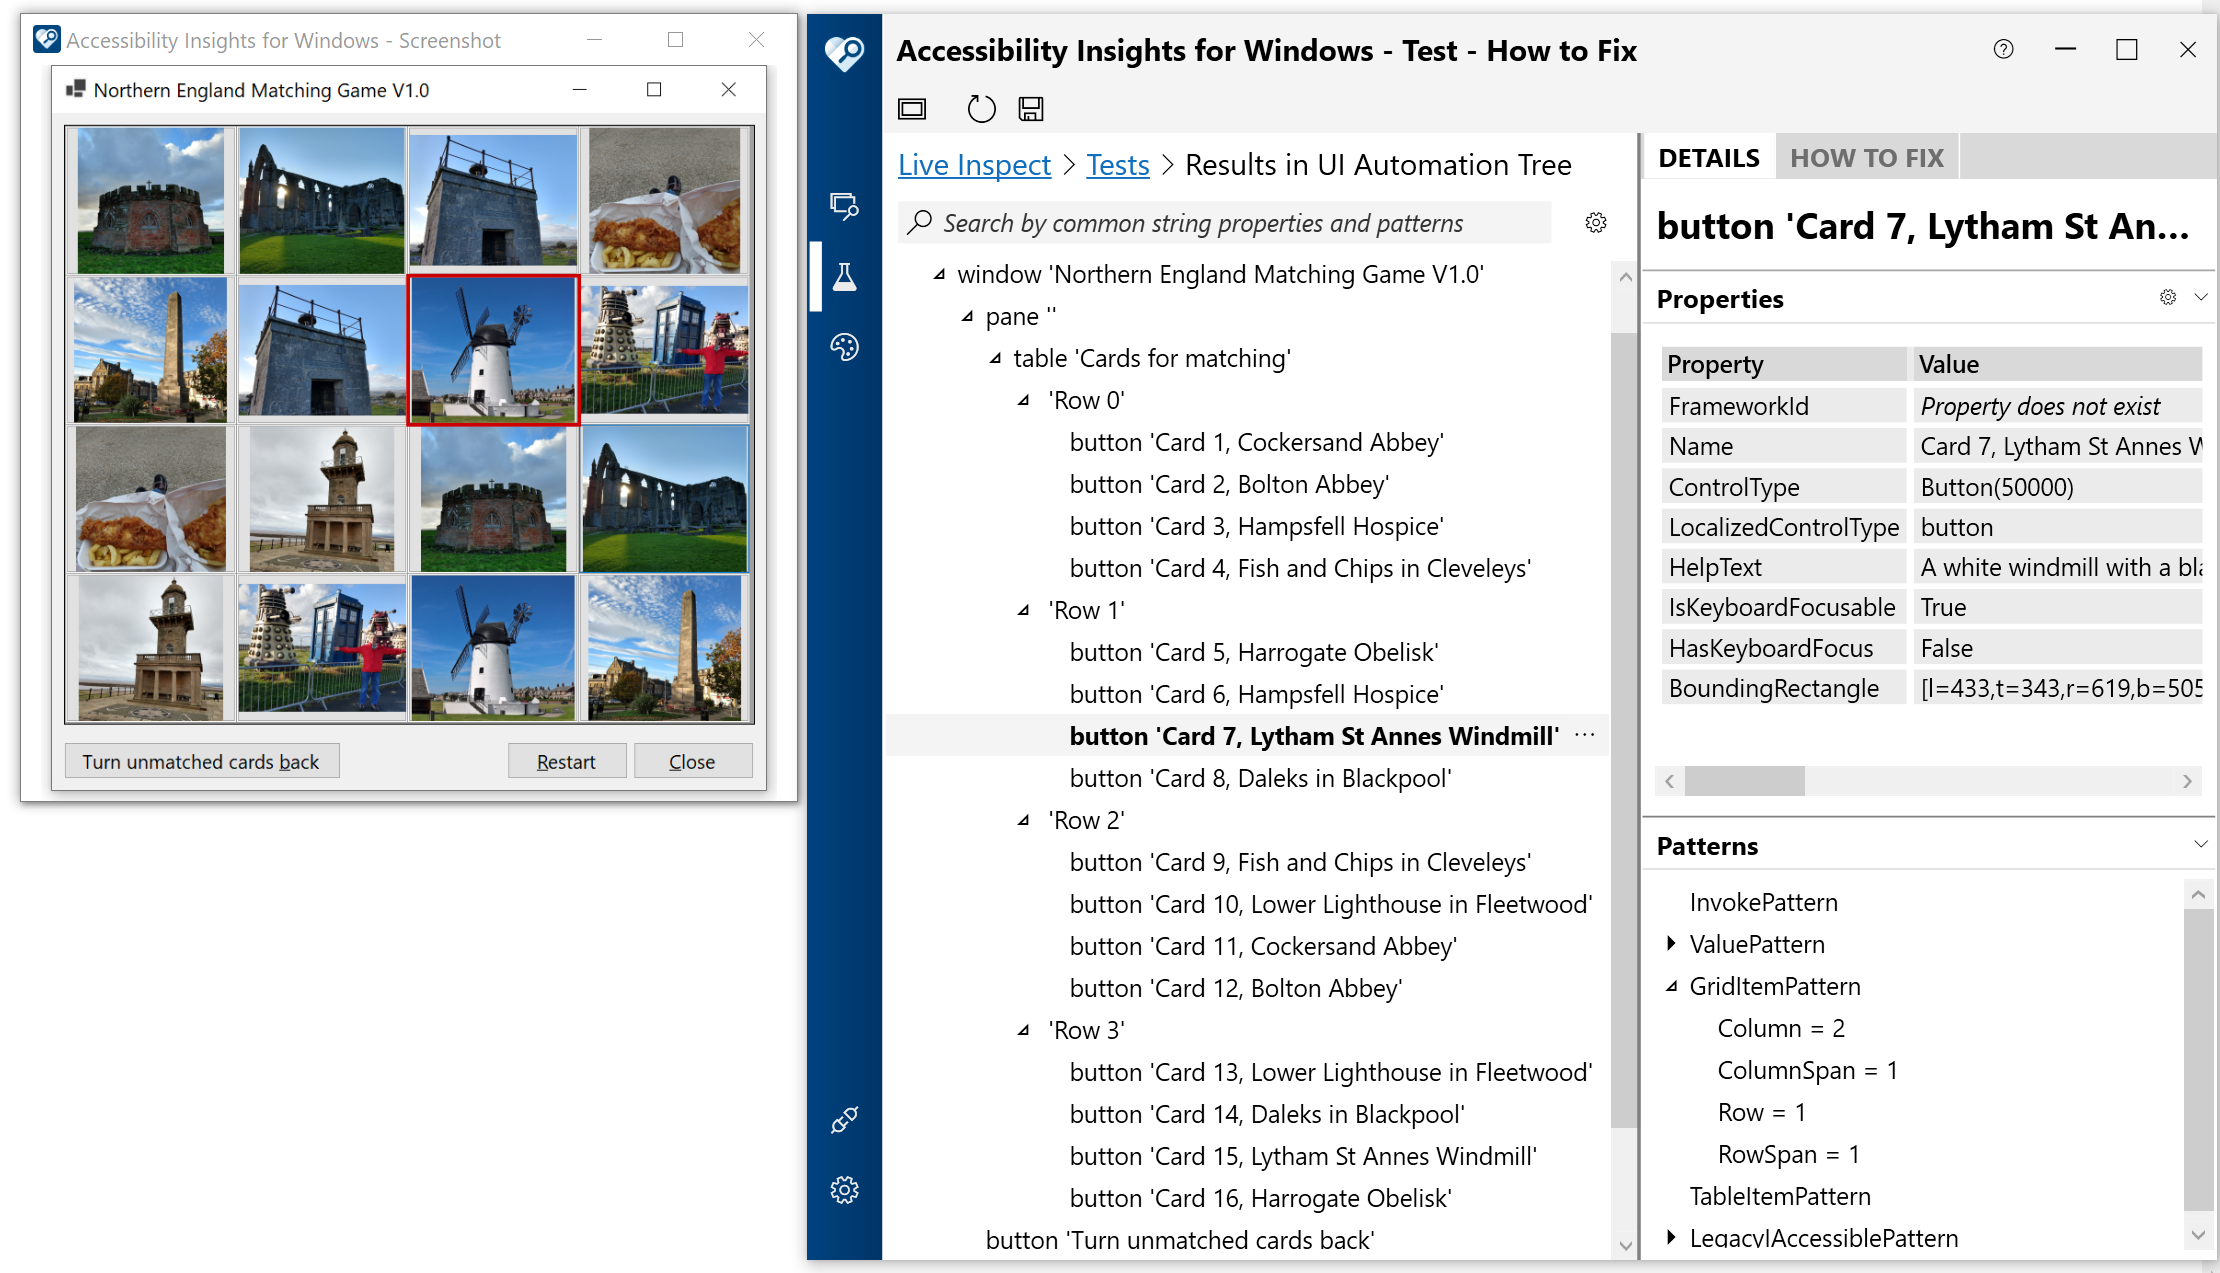 Accessibility Insights for Windows - Screenshot
Northern England Matching Game V1.0
Turn unmatched cards back
Restart
Close
Accessibility Insights for Windows - Test - How to Fix
Live Inspect > Tests > Results in UI Automation Tree
Search by common string properties and patterns
window 'Northern England Matching Game V1.0'
pane ''
table 'Cards for matching'
'Row 0'
button 'Card 1, Cockersand Abbey'
button 'Card 2, Bolton Abbey'
button 'Card 3, Hampsfell Hospice'
button 'Card 4, Fish and Chips in Cleveleys'
'Row 1'
button 'Card 5, Harrogate Obelisk'
button 'Card 6, Hampsfell Hospice'
button 'Card 7, Lytham St Annes Windmill' ...
button 'Card 8, Daleks in Blackpool'
'Row 2'
button 'Card 9, Fish and Chips in Cleveleys'
button 'Card 10, Lower Lighthouse in Fleetwood'
button 'Card 11, Cockersand Abbey'
button 'Card 12, Bolton Abbey'
'Row 3'
button 'Card 13, Lower Lighthouse in Fleetwood'
button 'Card 14, Daleks in Blackpool'
button 'Card 15, Lytham St Annes Windmill'
button 'Card 16, Harrogate Obelisk'
button 'Turn unmatched cards back'
DETAILS HOW TO FIX
button 'Card 7, Lytham St An...
Properties
Property Value
FrameworkId Property does not exist
Name Card 7, Lytham St Annes W
ControlType Button(50000)
LocalizedControlType button
HelpText A white windmill with a bla
IsKeyboardFocusable True
HasKeyboardFocus False
BoundingRectangle [l=433,t=343,r=619,b=505
Patterns
InvokePattern
ValuePattern
GridItemPattern
Column = 2
ColumnSpan = 1
Row = 1
RowSpan = 1
TableItemPattern
LegacyIAccessiblePattern